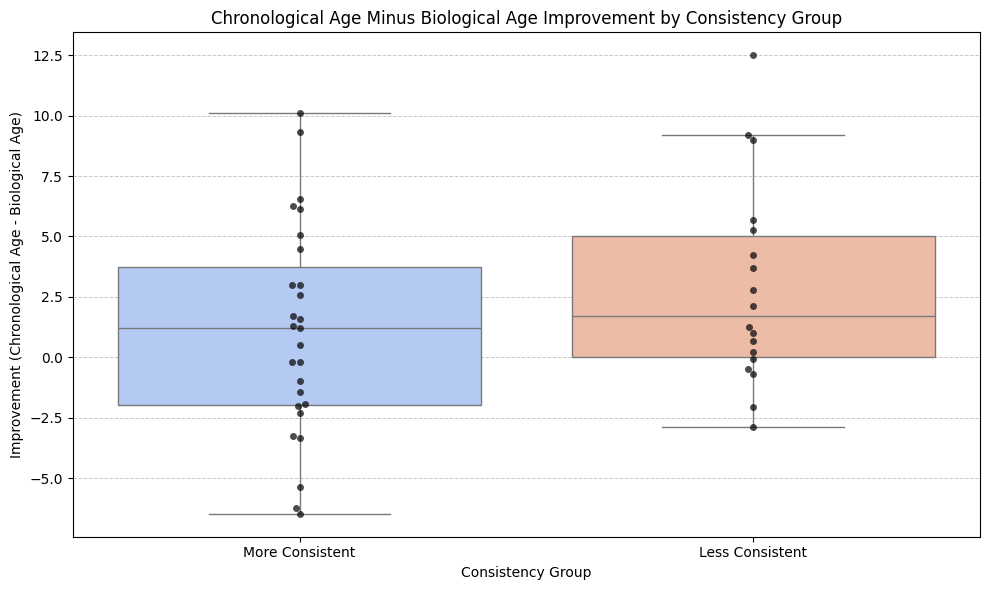 Chronological Age Minus Biological Age Improvement by Consistency Group
Improvement (Chronological Age - Biological Age)
12.5
10.0
7.5
5.0
2.5
0.0
−2.5
−5.0
More Consistent
Less Consistent
Consistency Group